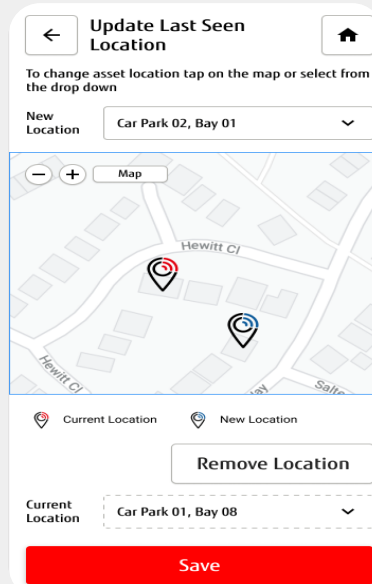 Update Last Seen
Location
To change asset location tap on the map or select from
the drop down
New
Location
Car Park 02, Bay 01
Map
Hewitt Cl
Hewitt Cl
Current Location
New Location
Remove Location
Current
Location
Car Park 01, Bay 08
Save